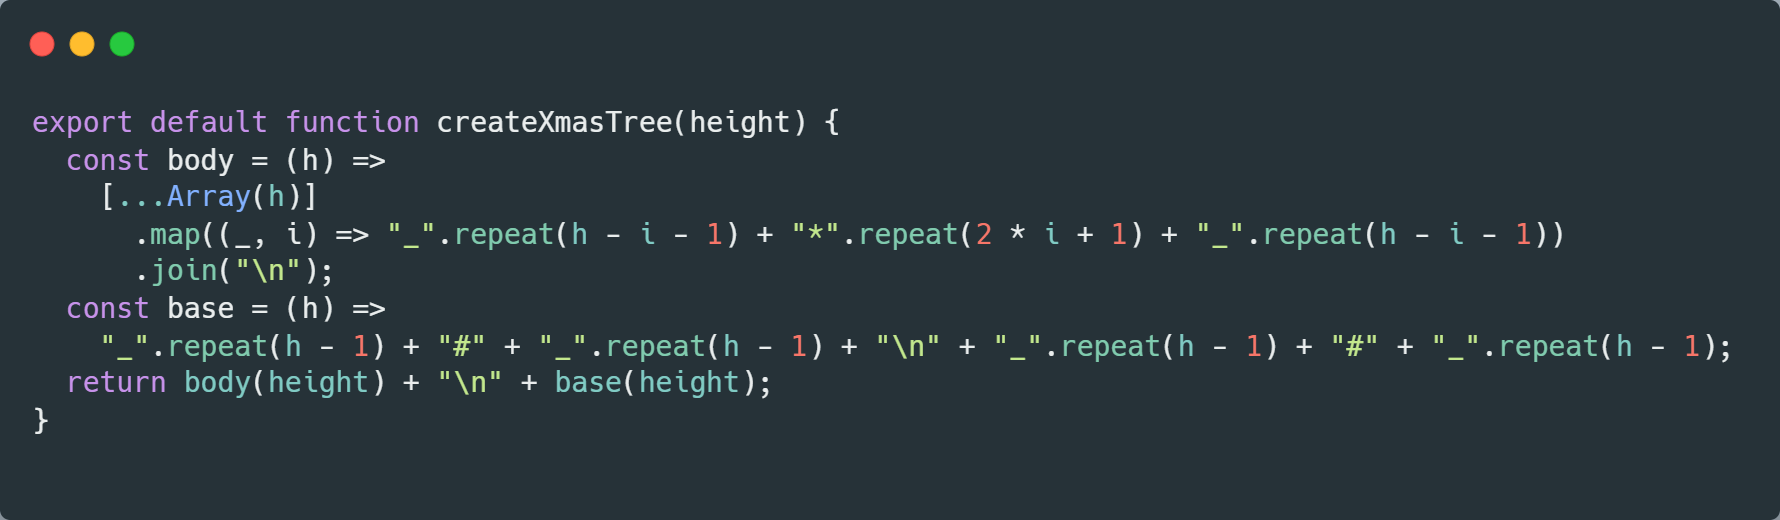 export default function createXmasTree(height) {
  const body = (h) =>
    [...Array(h)]
      .map((_, i) => "_".repeat(h - i - 1) + "*".repeat(2 * i + 1) + "_".repeat(h - i - 1))
      .join("\n");
  const base = (h) =>
    "_".repeat(h - 1) + "#" + "_".repeat(h - 1) + "\n" + "_".repeat(h - 1) + "#" + "_".repeat(h - 1);
  return body(height) + "\n" + base(height);
}